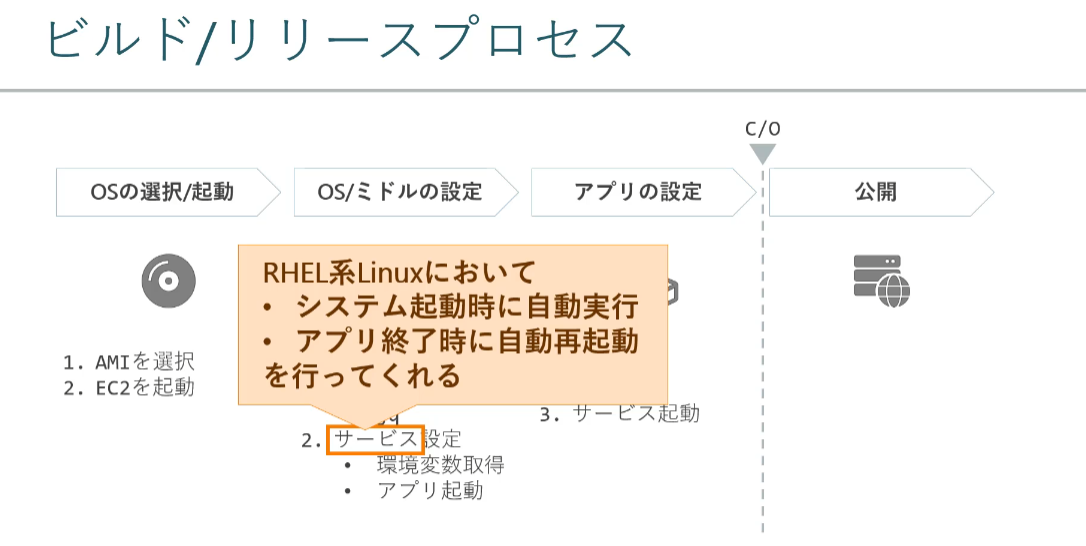 ビルド/リリースプロセス
C/O
OSの選択/起動
OS/ミドルの設定
アプリの設定
公開
RHEL系Linuxにおいて
• システム起動時に自動実行
• アプリ終了時に自動再起動
を行ってくれる
1. AMIを選択
2. EC2を起動
2. サービス設定
• 環境変数取得
• アプリ起動
3. サービス起動